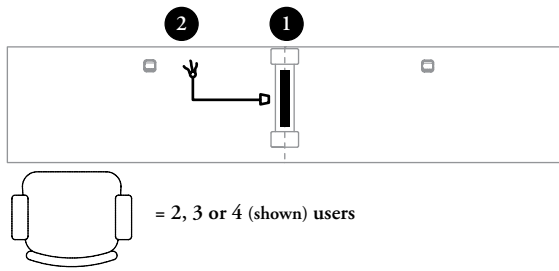 2 1
= 2, 3 or 4 (shown) users